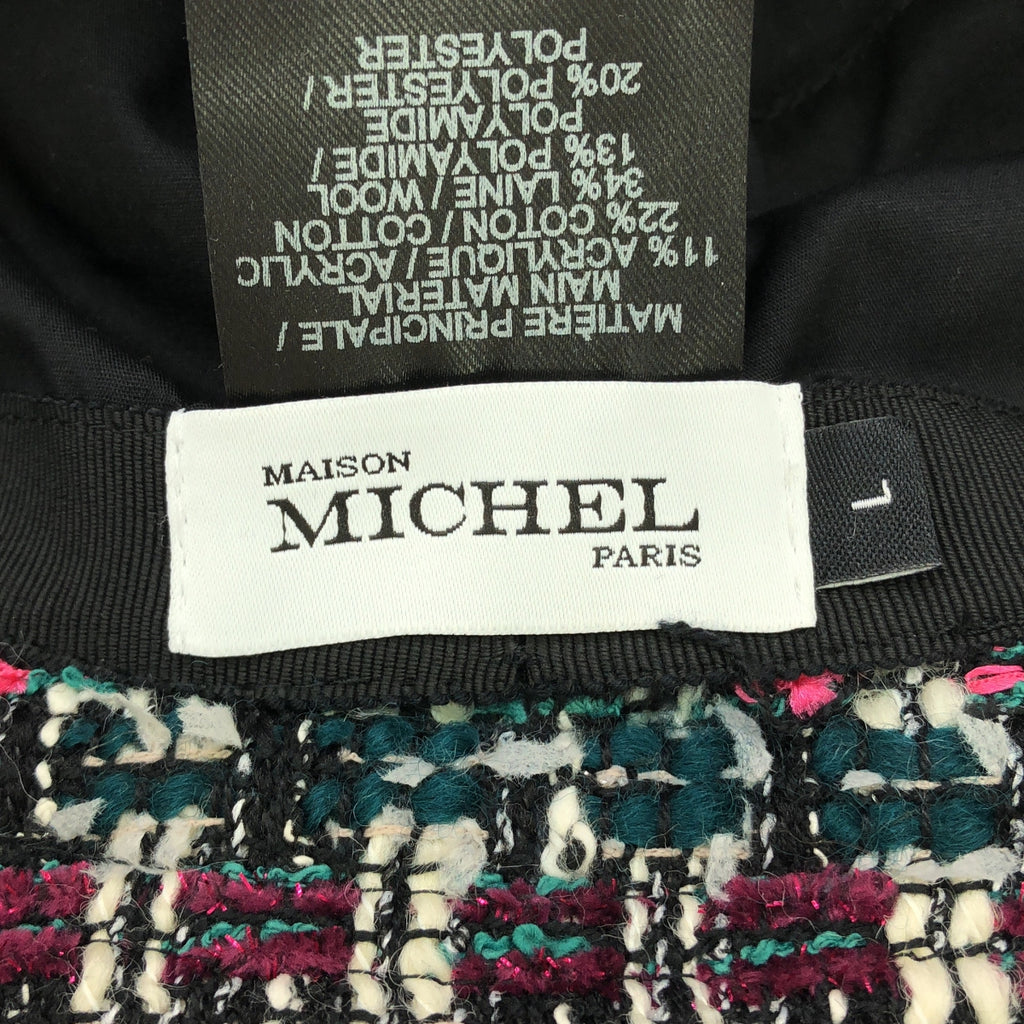 MATIÈRE PRINCIPALE /
MAIN MATERIAL
11% ACRYLIQUE / ACRYLIC
22% COTON / COTTON
34% LAINE / WOOL
13% POLYAMIDE /
POLYAMIDE
20% POLYESTER /
POLYESTER
MAISON
MICHEL
PARIS
L